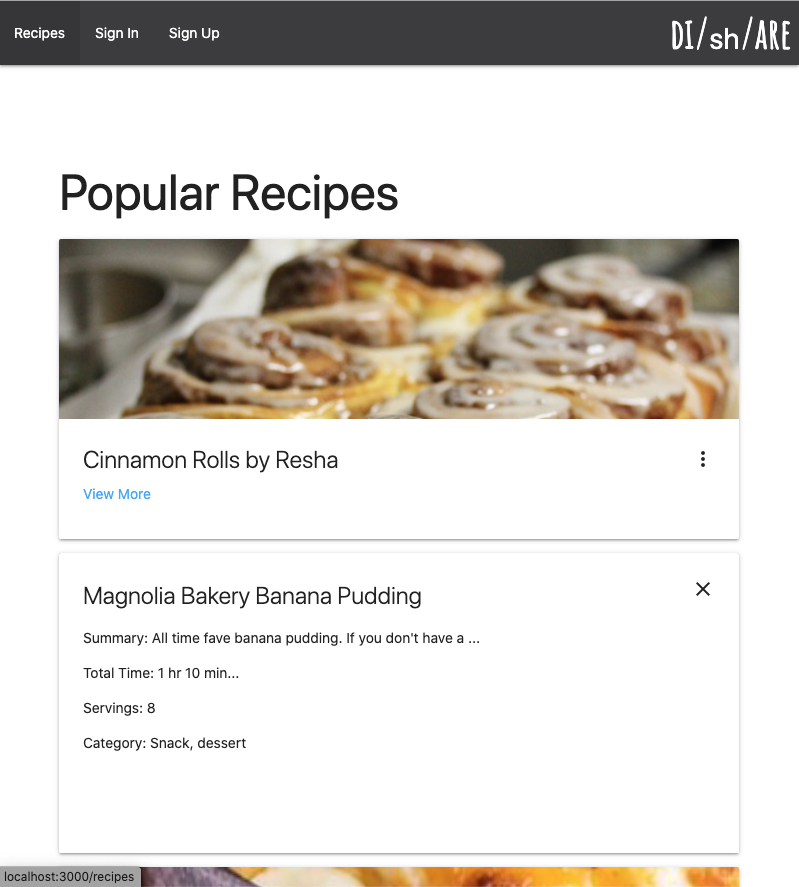 Recipes Sign In Sign Up DI/sh/ARE
Popular Recipes
Cinnamon Rolls by Resha
View More
Magnolia Bakery Banana Pudding
Summary: All time fave banana pudding. If you don't have a ...
Total Time: 1 hr 10 min...
Servings: 8
Category: Snack, dessert
localhost:3000/recipes